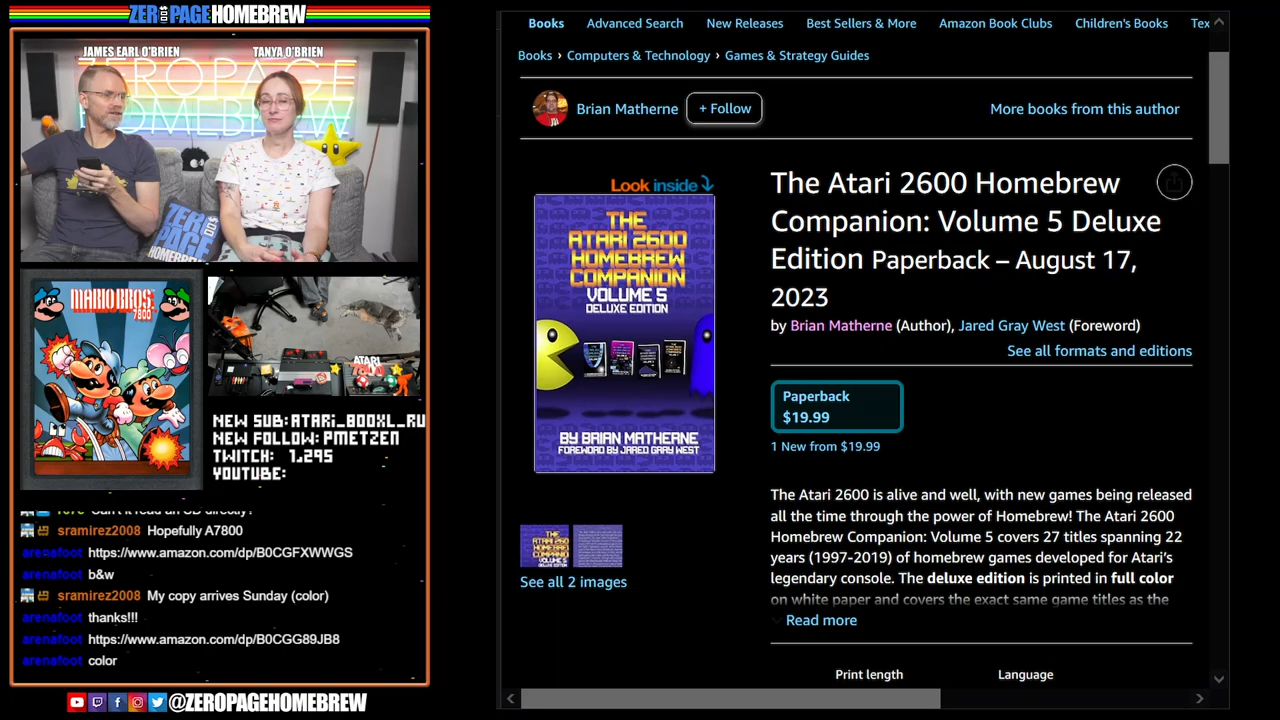 ZERO PAGE HOMEBREW
JAMES EARL O'BRIEN
TANYA O'BRIEN
ZEROPAGE
HOMEBREW
ZERO PAGE
HOMEBREW
MARIO BROS.
7800
ATARI
NEW SUB: ATARI_800XL_RU
NEW FOLLOW: PMETZEN
TWITCH: 1,295
YOUTUBE:
sramirez2008 Hopefully A7800
arenafoot https://www.amazon.com/dp/B0CGFXWWGS
arenafoot b&w
sramirez2008 My copy arrives Sunday (color)
arenafoot thanks!!!
arenafoot https://www.amazon.com/dp/B0CGG89JB8
arenafoot color
@ZEROPAGEHOMEBREW
Books Advanced Search New Releases Best Sellers & More Amazon Book Clubs Children's Books Tex
Books › Computers & Technology › Games & Strategy Guides
Brian Matherne + Follow More books from this author
Look inside
THE
ATARI 2600
HOMEBREW
COMPANION
VOLUME 5
DELUXE EDITION
BY BRIAN MATHERNE
FOREWORD BY JARED GRAY WEST
See all 2 images
The Atari 2600 Homebrew
Companion: Volume 5 Deluxe
Edition Paperback – August 17,
2023
by Brian Matherne (Author), Jared Gray West (Foreword)
See all formats and editions
Paperback
$19.99
1 New from $19.99
The Atari 2600 is alive and well, with new games being released
all the time through the power of Homebrew! The Atari 2600
Homebrew Companion: Volume 5 covers 27 titles spanning 22
years (1997-2019) of homebrew games developed for Atari's
legendary console. The deluxe edition is printed in full color
on white paper and covers the exact same game titles as the
Read more
Print length Language